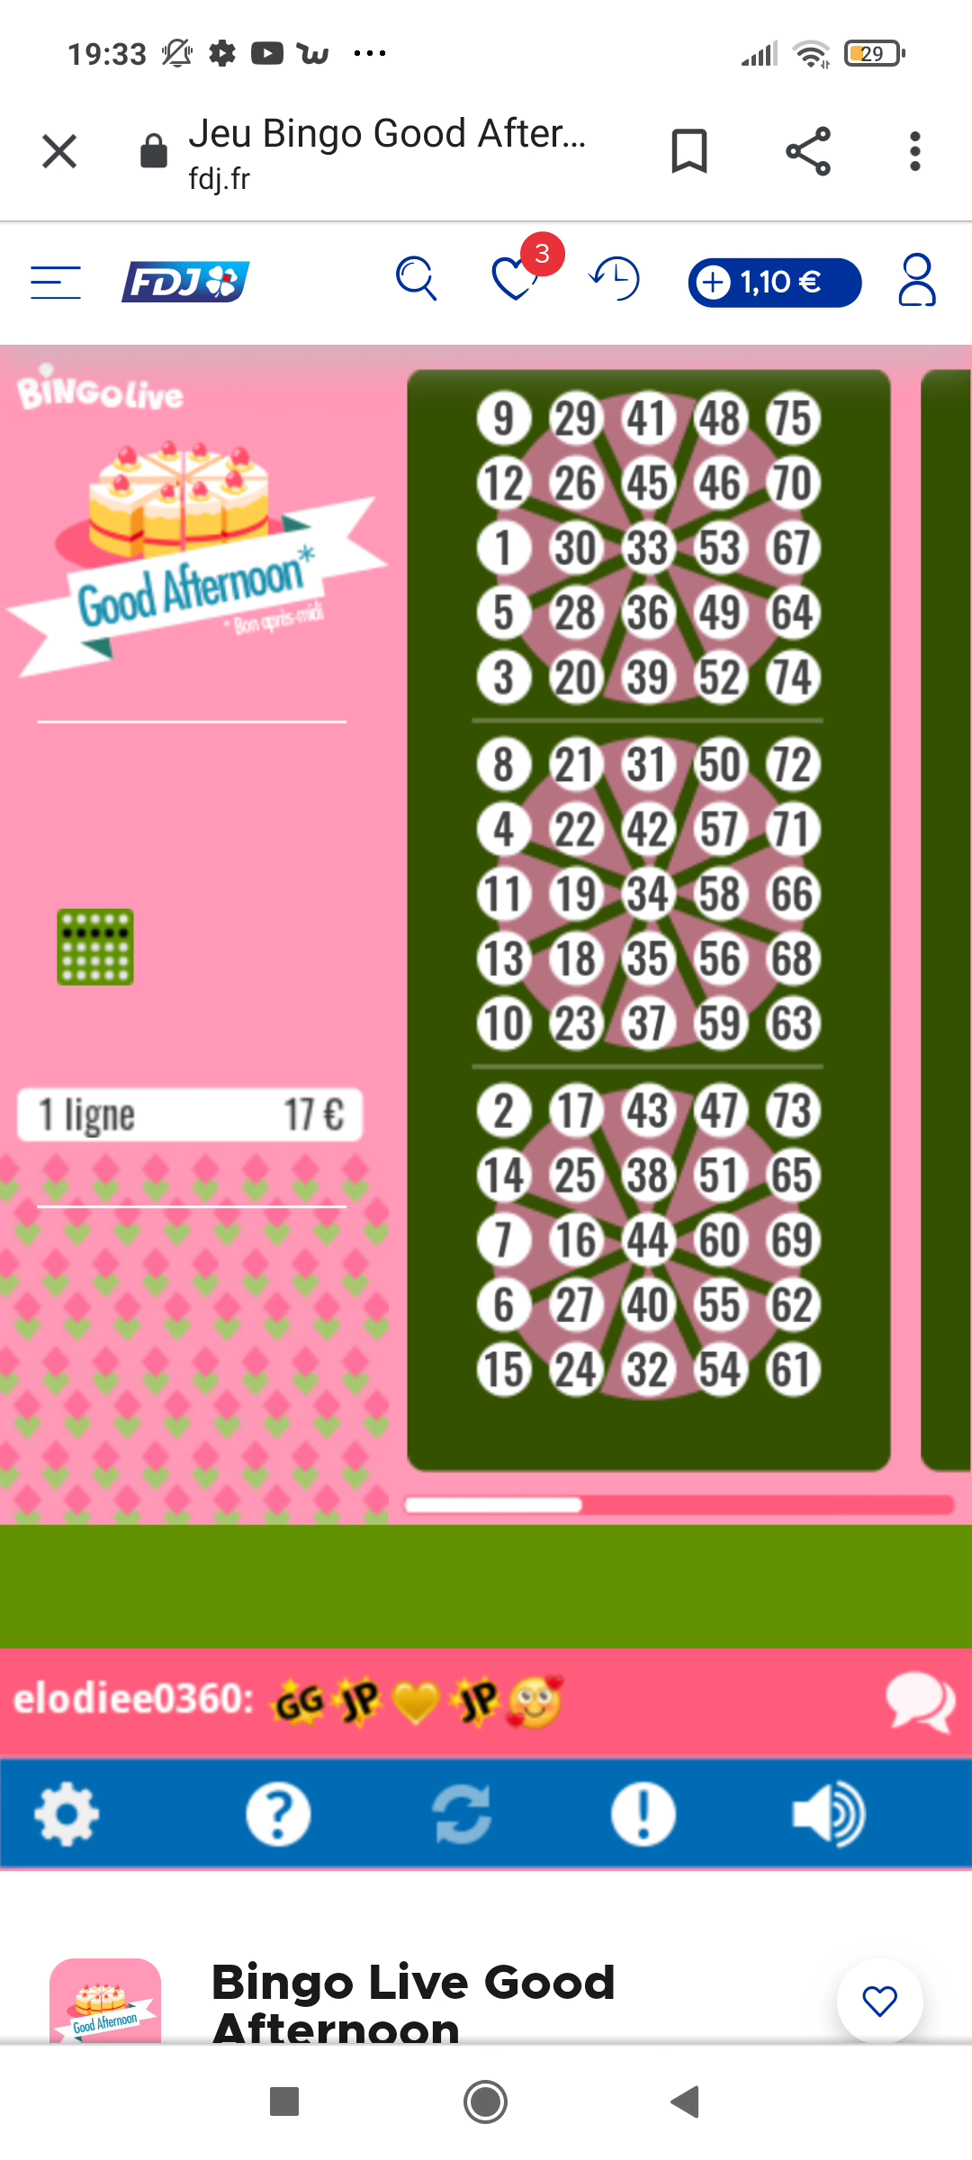 19:33
29
Jeu Bingo Good After...
fdj.fr
FDJ
3
1,10 €
BiNGOlive
Good Afternoon*
* Bon après-midi
1 ligne 17 €
9 29 41 48 75
12 26 45 46 70
1 30 33 53 67
5 28 36 49 64
3 20 39 52 74
8 21 31 50 72
4 22 42 57 71
11 19 34 58 66
13 18 35 56 68
10 23 37 59 63
2 17 43 47 73
14 25 38 51 65
7 16 44 60 69
6 27 40 55 62
15 24 32 54 61
elodiee0360: GG JP JP
Good Afternoon
Bingo Live Good
Afternoon